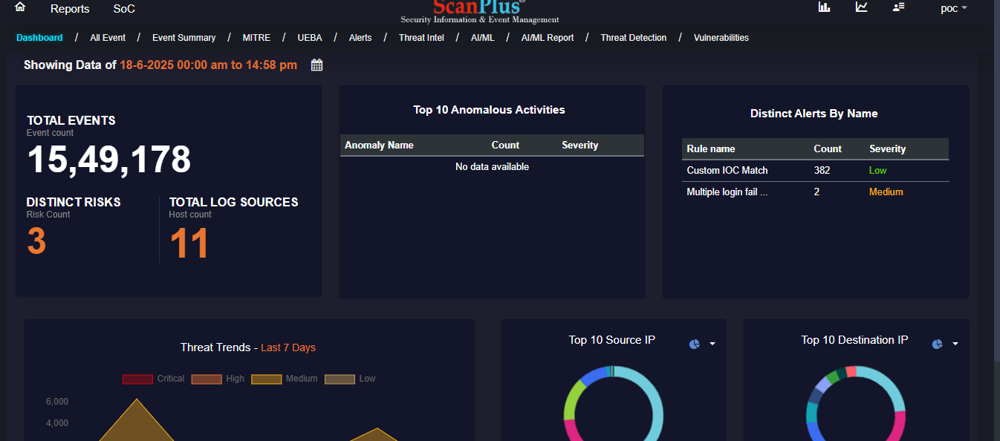 Reports SoC
ScanPlus®
Security Information & Event Management
poc
Dashboard / All Event / Event Summary / MITRE / UEBA / Alerts / Threat Intel / AI/ML / AI/ML Report / Threat Detection / Vulnerabilities
Showing Data of 18-6-2025 00:00 am to 14:58 pm
TOTAL EVENTS
Event count
15,49,178
DISTINCT RISKS
Risk Count
3
TOTAL LOG SOURCES
Host count
11
Top 10 Anomalous Activities
Anomaly Name Count Severity
No data available
Distinct Alerts By Name
Rule name Count Severity
Custom IOC Match 382 Low
Multiple login fail ... 2 Medium
Threat Trends - Last 7 Days
Critical High Medium Low
6,000
4,000
Top 10 Source IP
Top 10 Destination IP